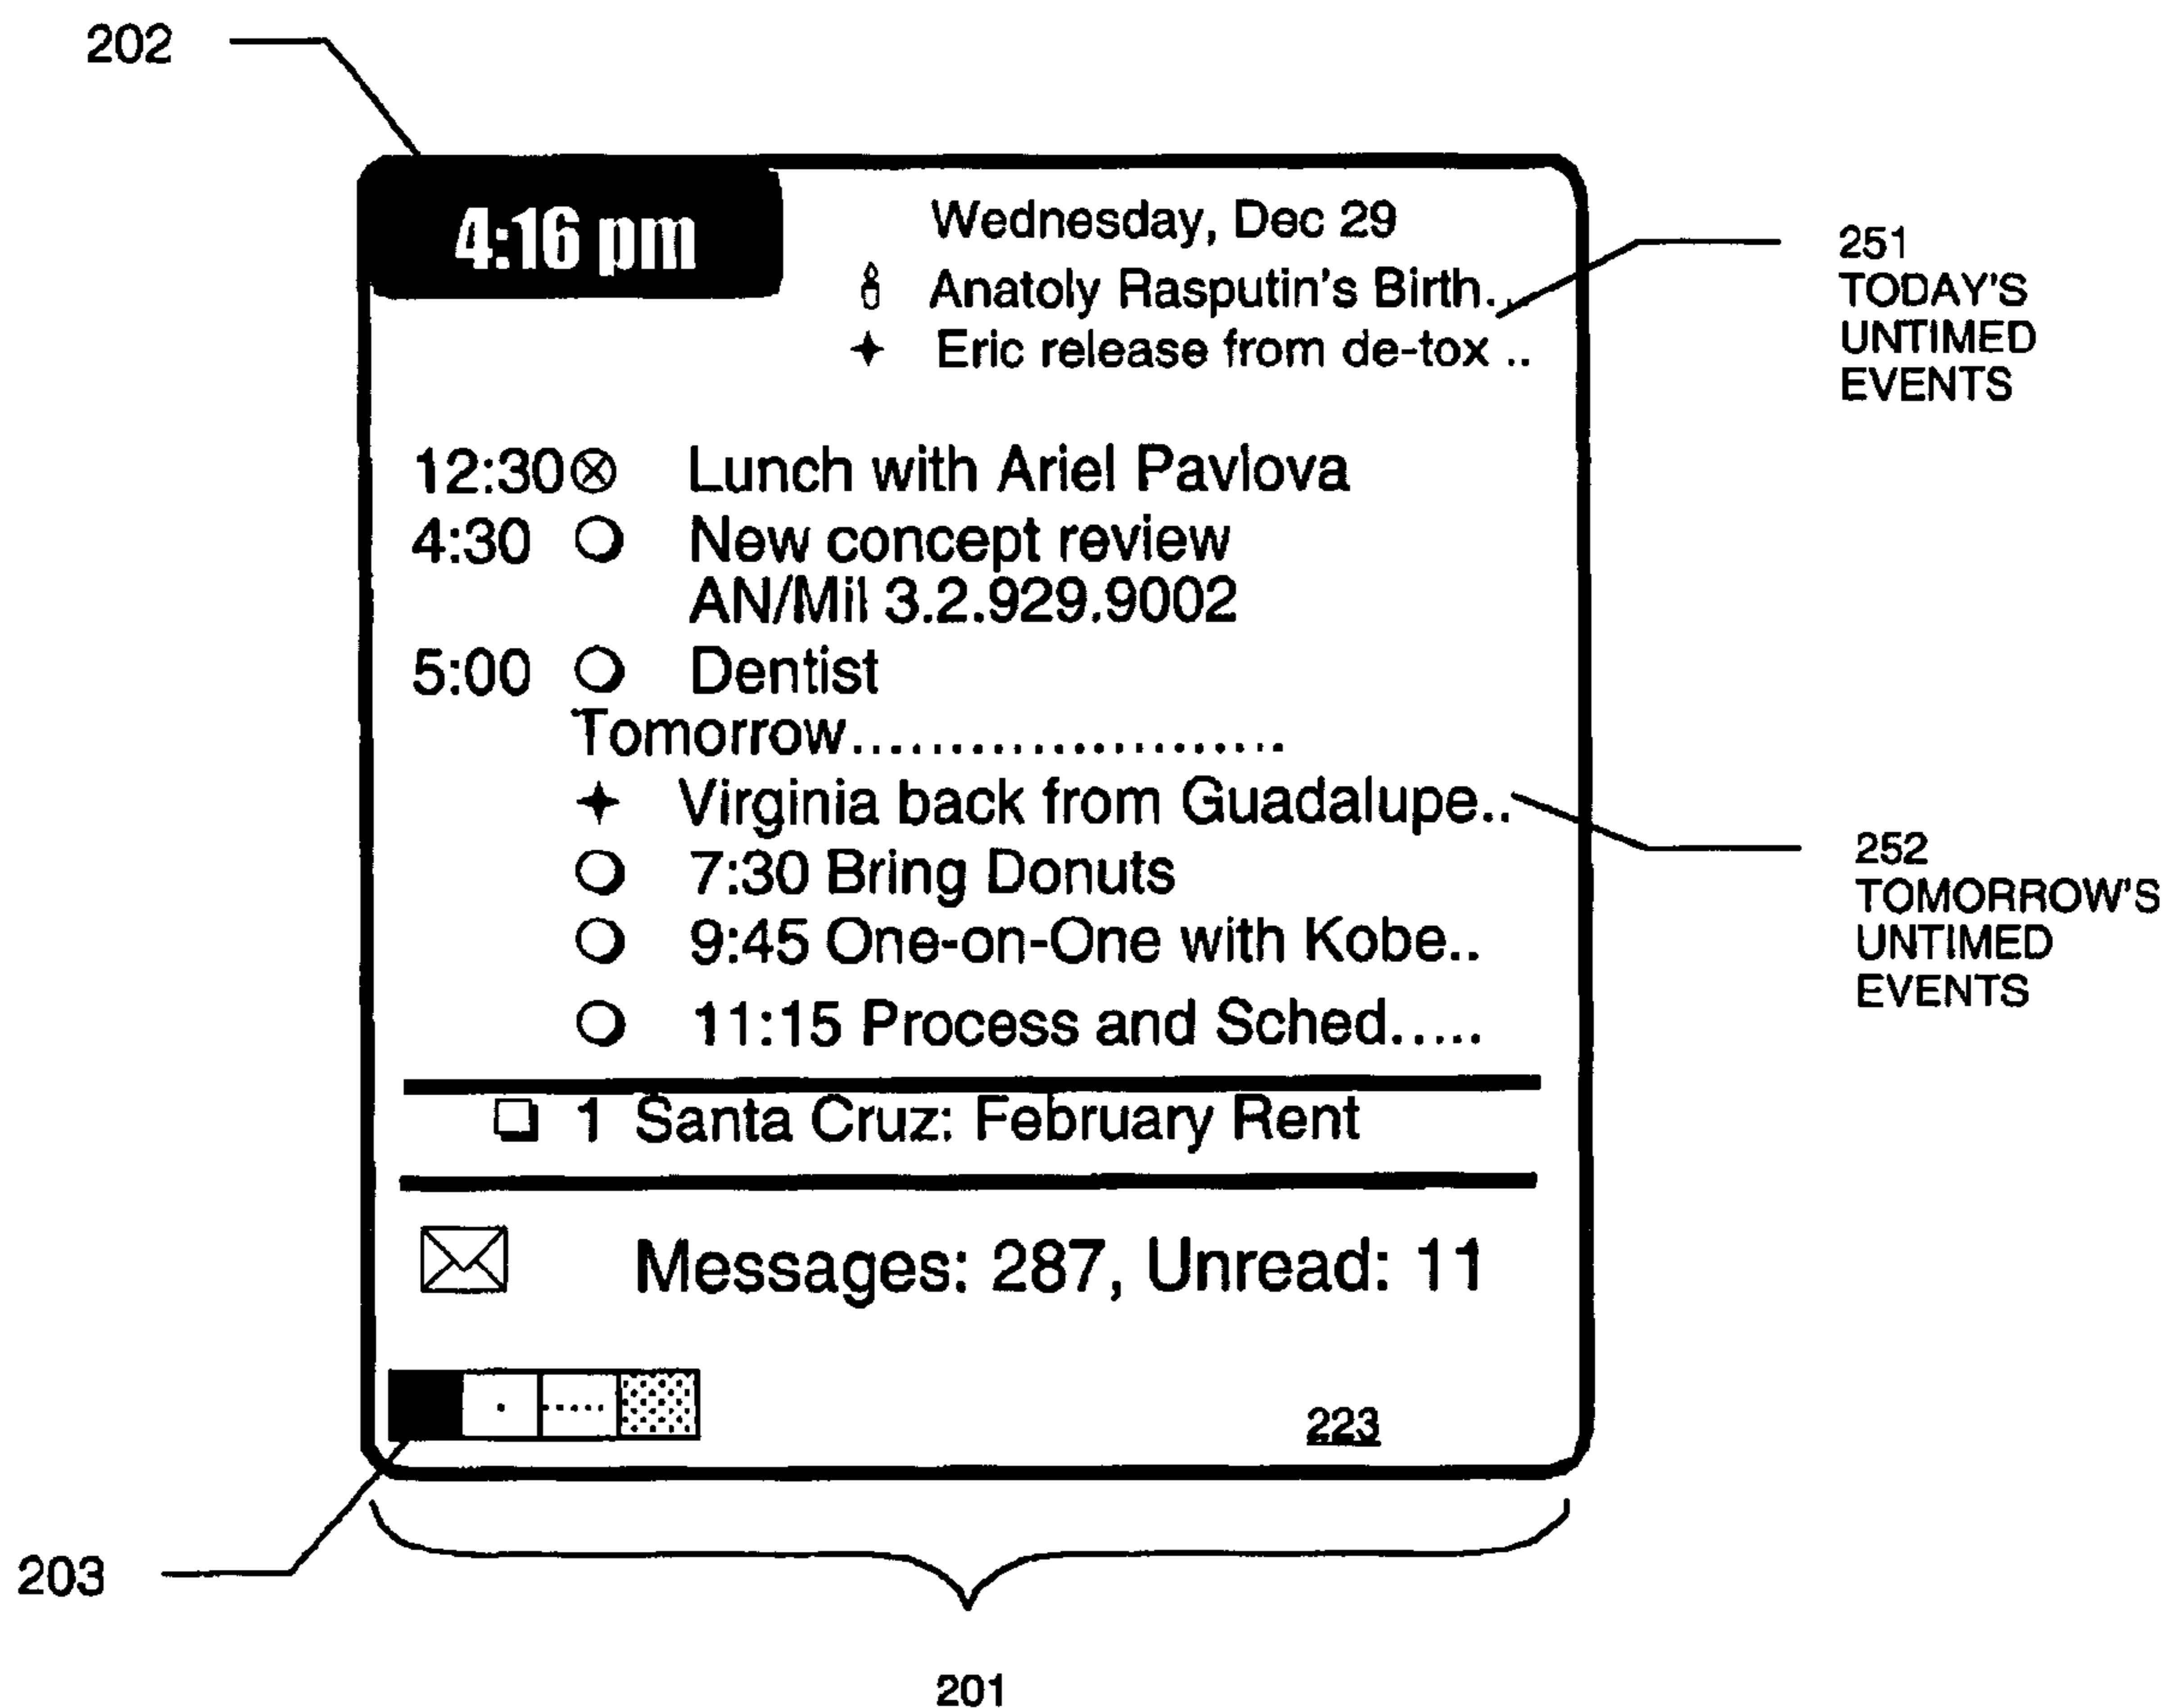 202
4:16 pm
Wednesday, Dec 29
Anatoly Rasputin's Birth..
Eric release from de-tox ..
251
TODAY'S
UNTIMED
EVENTS
12:30 Lunch with Ariel Pavlova
4:30 New concept review
AN/Mil 3.2.929.9002
5:00 Dentist
Tomorrow......................
Virginia back from Guadalupe..
7:30 Bring Donuts
9:45 One-on-One with Kobe..
11:15 Process and Sched.....
252
TOMORROW'S
UNTIMED
EVENTS
1 Santa Cruz: February Rent
Messages: 287, Unread: 11
223
203
201